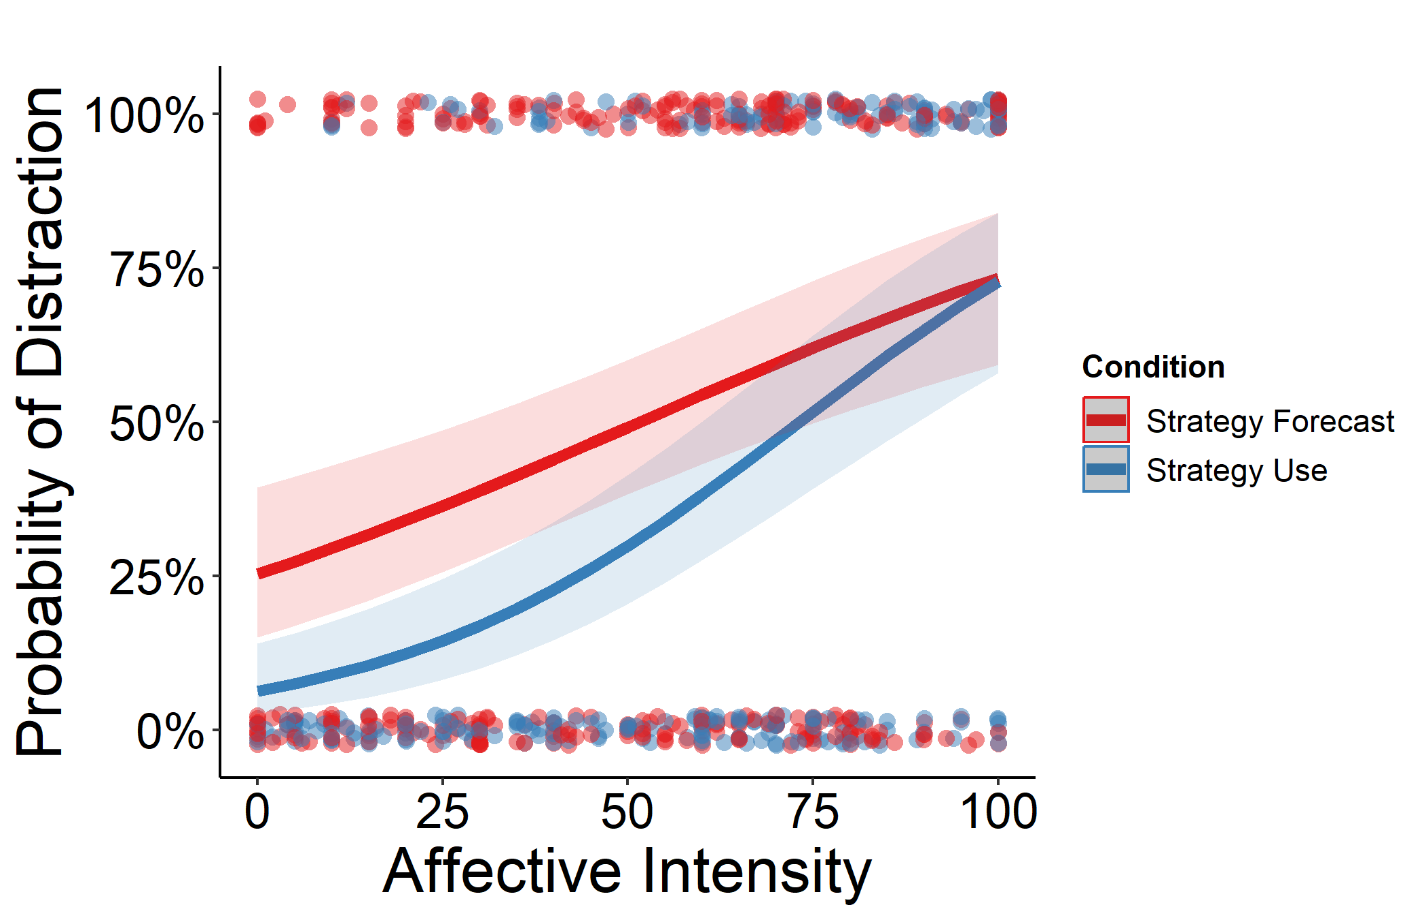 Probability of Distraction
100%
75%
50%
25%
0%
0 25 50 75 100
Affective Intensity
Condition
Strategy Forecast
Strategy Use